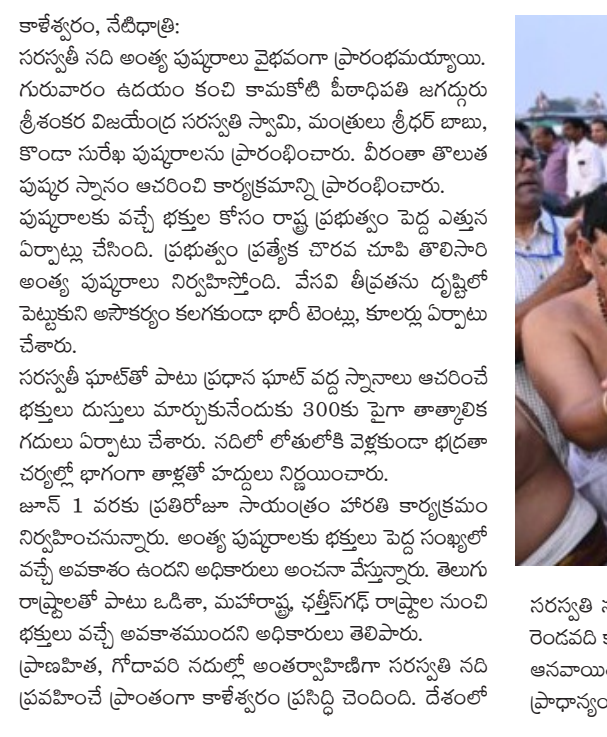 కాళేశ్వరం, నేటిధాత్రి:
సరస్వతీ నది అంత్య పుష్కరాలు వైభవంగా ప్రారంభమయ్యాయి.
గురువారం ఉదయం కంచి కామకోటి పీఠాధిపతి జగద్గురు
శ్రీశంకర విజయేంద్ర సరస్వతి స్వామి, మంత్రులు శ్రీధర్ బాబు,
కొండా సురేఖ పుష్కరాలను ప్రారంభించారు. వీరంతా తొలుత
పుష్కర స్నానం ఆచరించి కార్యక్రమాన్ని ప్రారంభించారు.
పుష్కరాలకు వచ్చే భక్తుల కోసం రాష్ట్ర ప్రభుత్వం పెద్ద ఎత్తున
ఏర్పాట్లు చేసింది. ప్రభుత్వం ప్రత్యేక చొరవ చూపి తొలిసారి
అంత్య పుష్కరాలు నిర్వహిస్తోంది. వేసవి తీవ్రతను దృష్టిలో
పెట్టుకుని అసౌకర్యం కలగకుండా భారీ టెంట్లు, కూలర్లు ఏర్పాటు
చేశారు.
సరస్వతీ ఘాట్‌తో పాటు ప్రధాన ఘాట్ వద్ద స్నానాలు ఆచరించే
భక్తులు దుస్తులు మార్చుకునేందుకు 300కు పైగా తాత్కాలిక
గదులు ఏర్పాటు చేశారు. నదిలో లోతులోకి వెళ్లకుండా భద్రతా
చర్యల్లో భాగంగా తాళ్లతో హద్దులు నిర్ణయించారు.
జూన్ 1 వరకు ప్రతిరోజూ సాయంత్రం హారతి కార్యక్రమం
నిర్వహించనున్నారు. అంత్య పుష్కరాలకు భక్తులు పెద్ద సంఖ్యలో
వచ్చే అవకాశం ఉందని అధికారులు అంచనా వేస్తున్నారు. తెలుగు
రాష్ట్రాలతో పాటు ఒడిశా, మహారాష్ట్ర, ఛత్తీస్‌గఢ్ రాష్ట్రాల నుంచి
భక్తులు వచ్చే అవకాశముందని అధికారులు తెలిపారు.
ప్రాణహిత, గోదావరి నదుల్లో అంతర్వాహిణిగా సరస్వతి నది
ప్రవహించే ప్రాంతంగా కాళేశ్వరం ప్రసిద్ధి చెందింది. దేశంలో
సరస్వతి
రెండవది